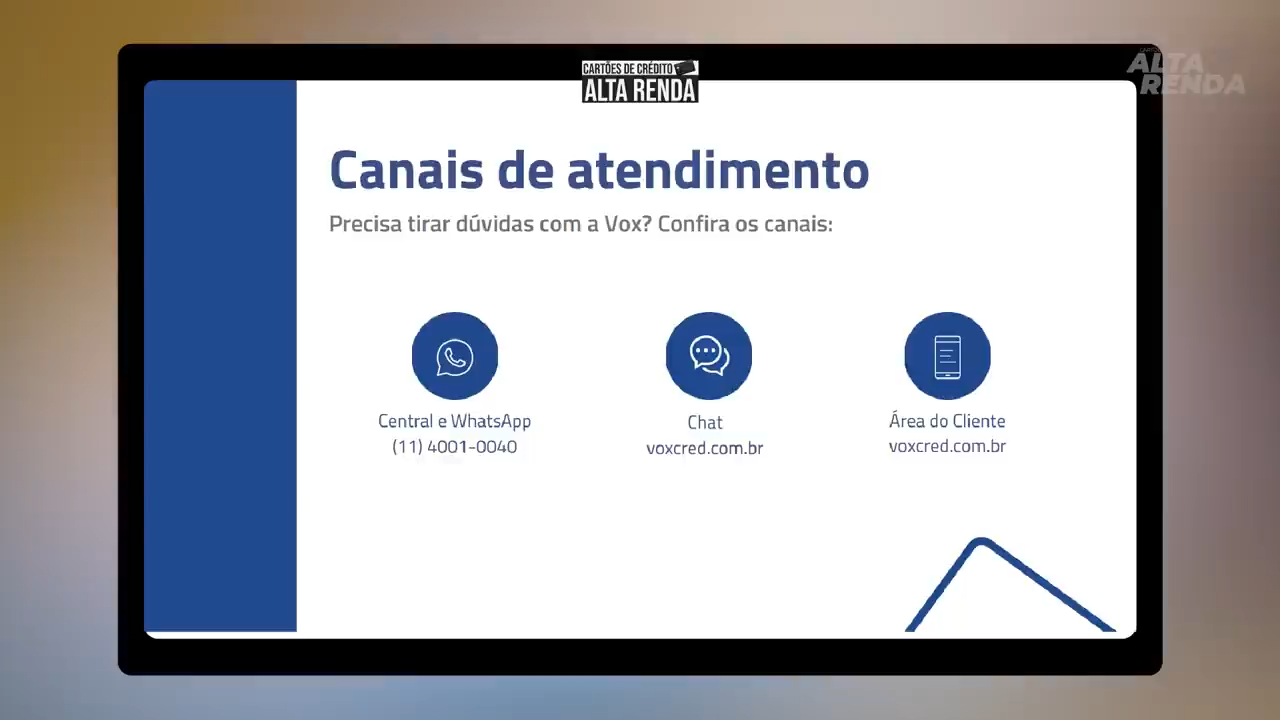 CARTÕES DE CRÉDITO
ALTA RENDA
ALTA
RENDA
Canais de atendimento
Precisa tirar dúvidas com a Vox? Confira os canais:
Central e WhatsApp
(11) 4001-0040
Chat
voxcred.com.br
Área do Cliente
voxcred.com.br